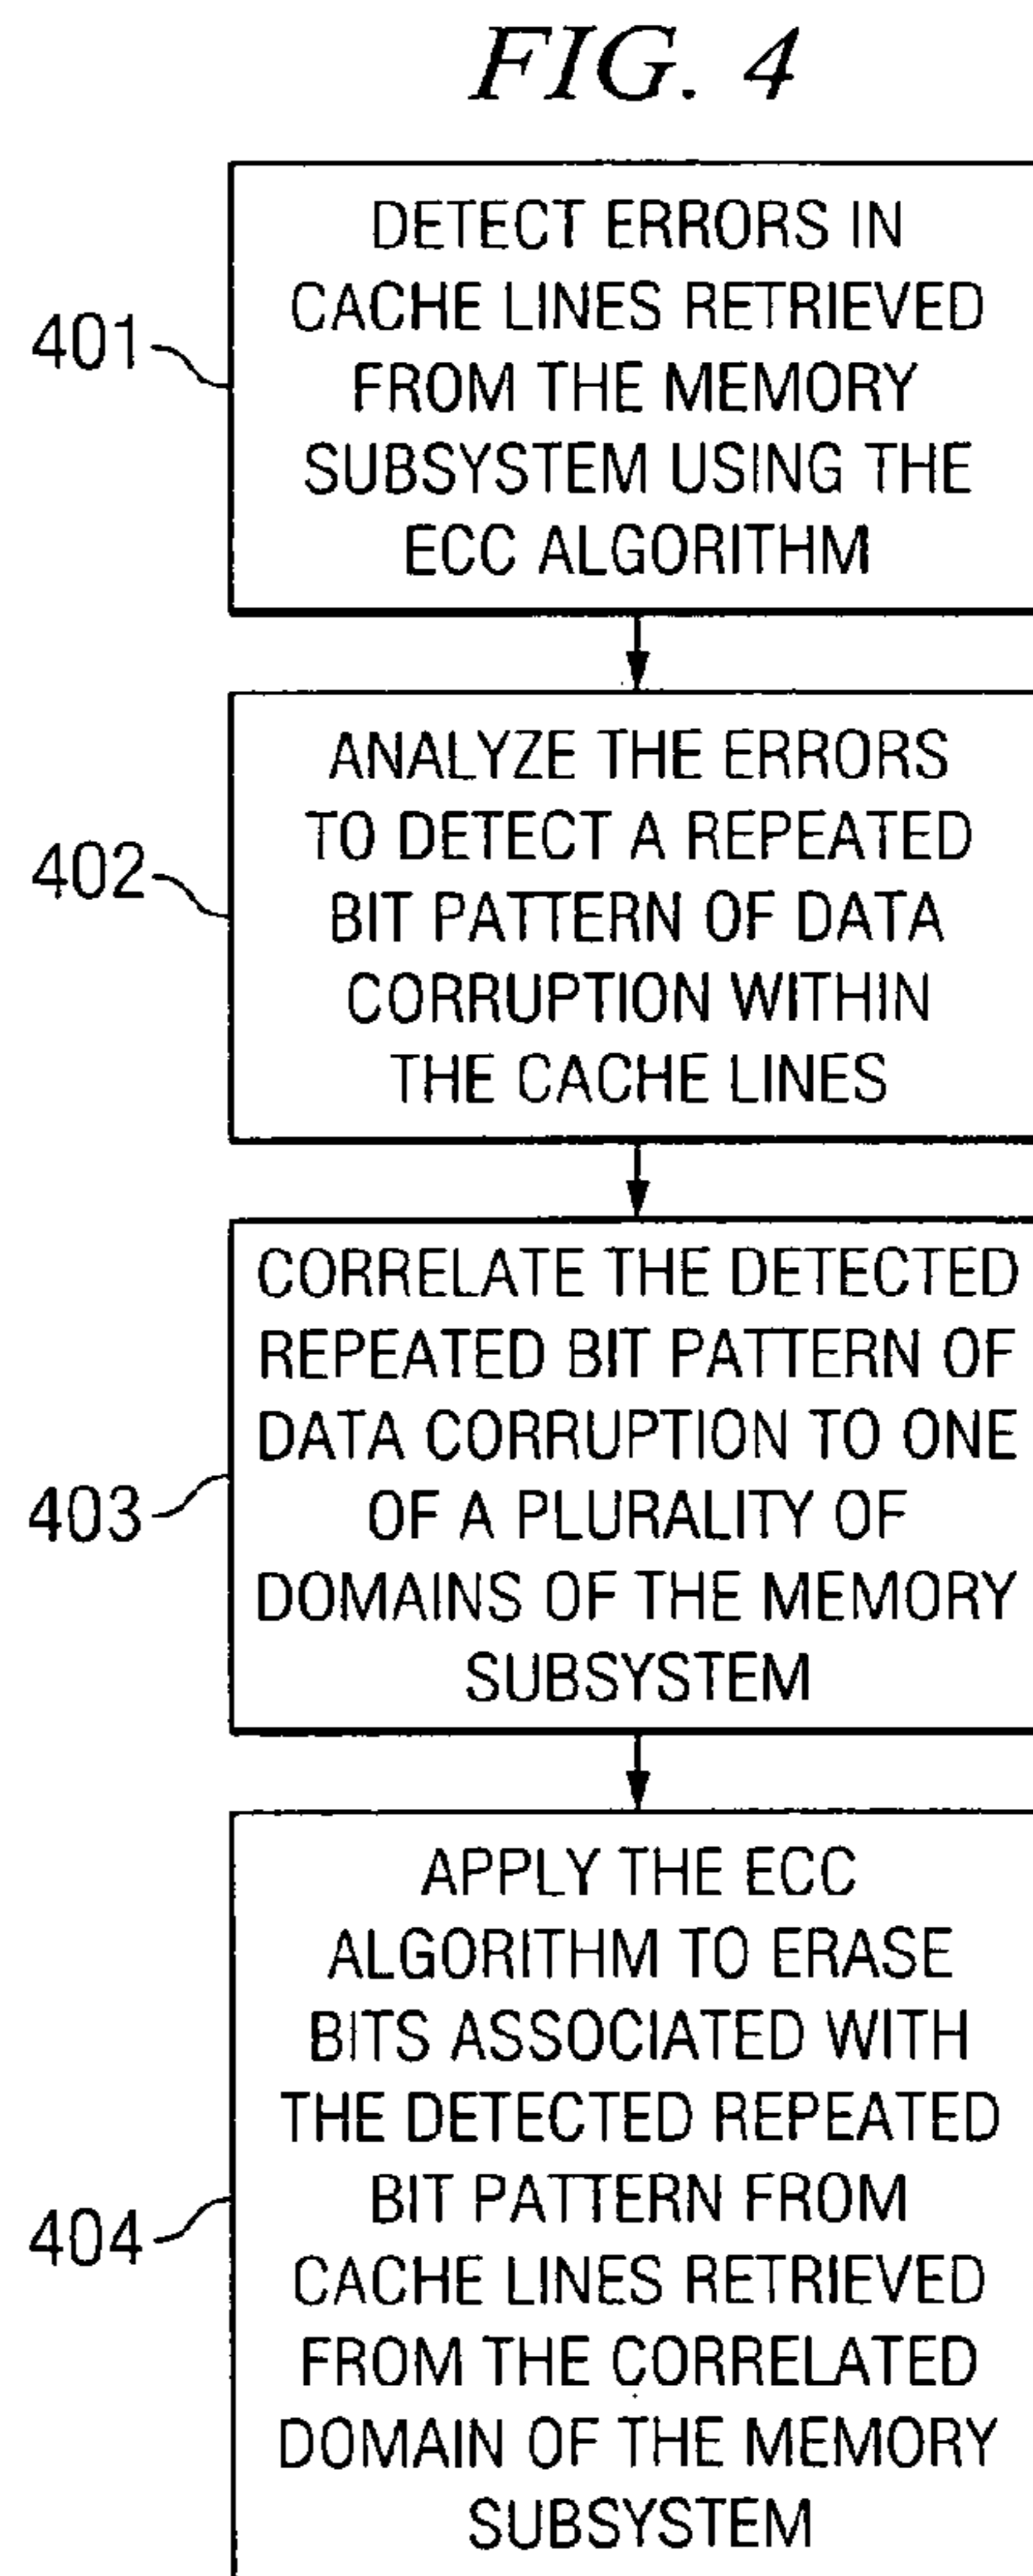 FIG. 4
DETECT ERRORS IN
CACHE LINES RETRIEVED
FROM THE MEMORY
SUBSYSTEM USING THE
ECC ALGORITHM
401
ANALYZE THE ERRORS
TO DETECT A REPEATED
BIT PATTERN OF DATA
CORRUPTION WITHIN
THE CACHE LINES
402
CORRELATE THE DETECTED
REPEATED BIT PATTERN OF
DATA CORRUPTION TO ONE
OF A PLURALITY OF
DOMAINS OF THE MEMORY
SUBSYSTEM
403
APPLY THE ECC
ALGORITHM TO ERASE
BITS ASSOCIATED WITH
THE DETECTED REPEATED
BIT PATTERN FROM
CACHE LINES RETRIEVED
FROM THE CORRELATED
DOMAIN OF THE MEMORY
SUBSYSTEM
404